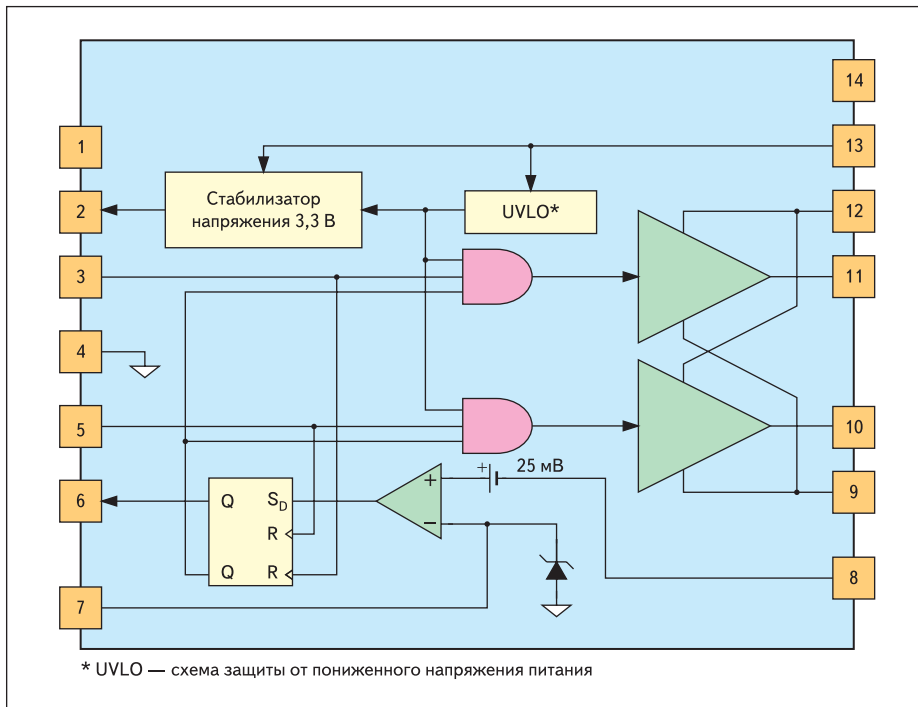 14
1
13
2
Стабилизатор
напряжения 3,3 В
UVLO*
12
3
11
4
5
10
+ 25 мВ
6
Q S_D
+
9
R
−
Q R
8
7
* UVLO — схема защиты от пониженного напряжения питания